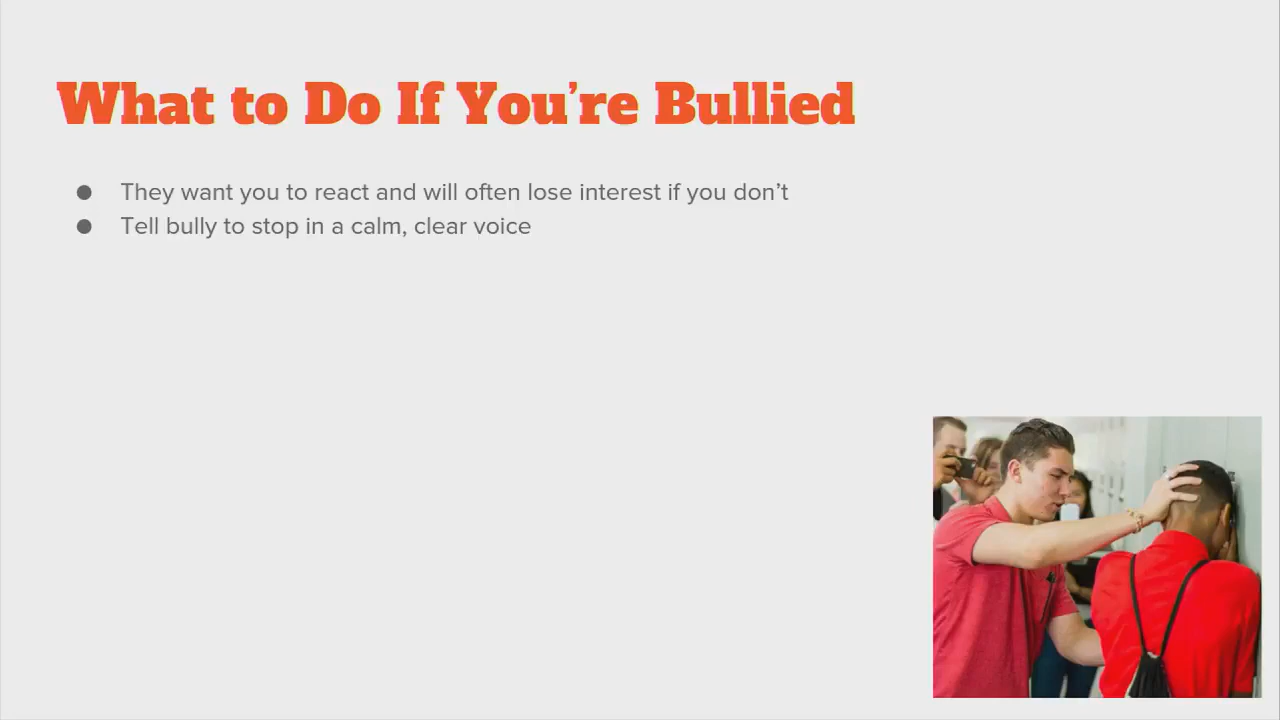 What to Do If You’re Bullied
● They want you to react and will often lose interest if you don’t
● Tell bully to stop in a calm, clear voice